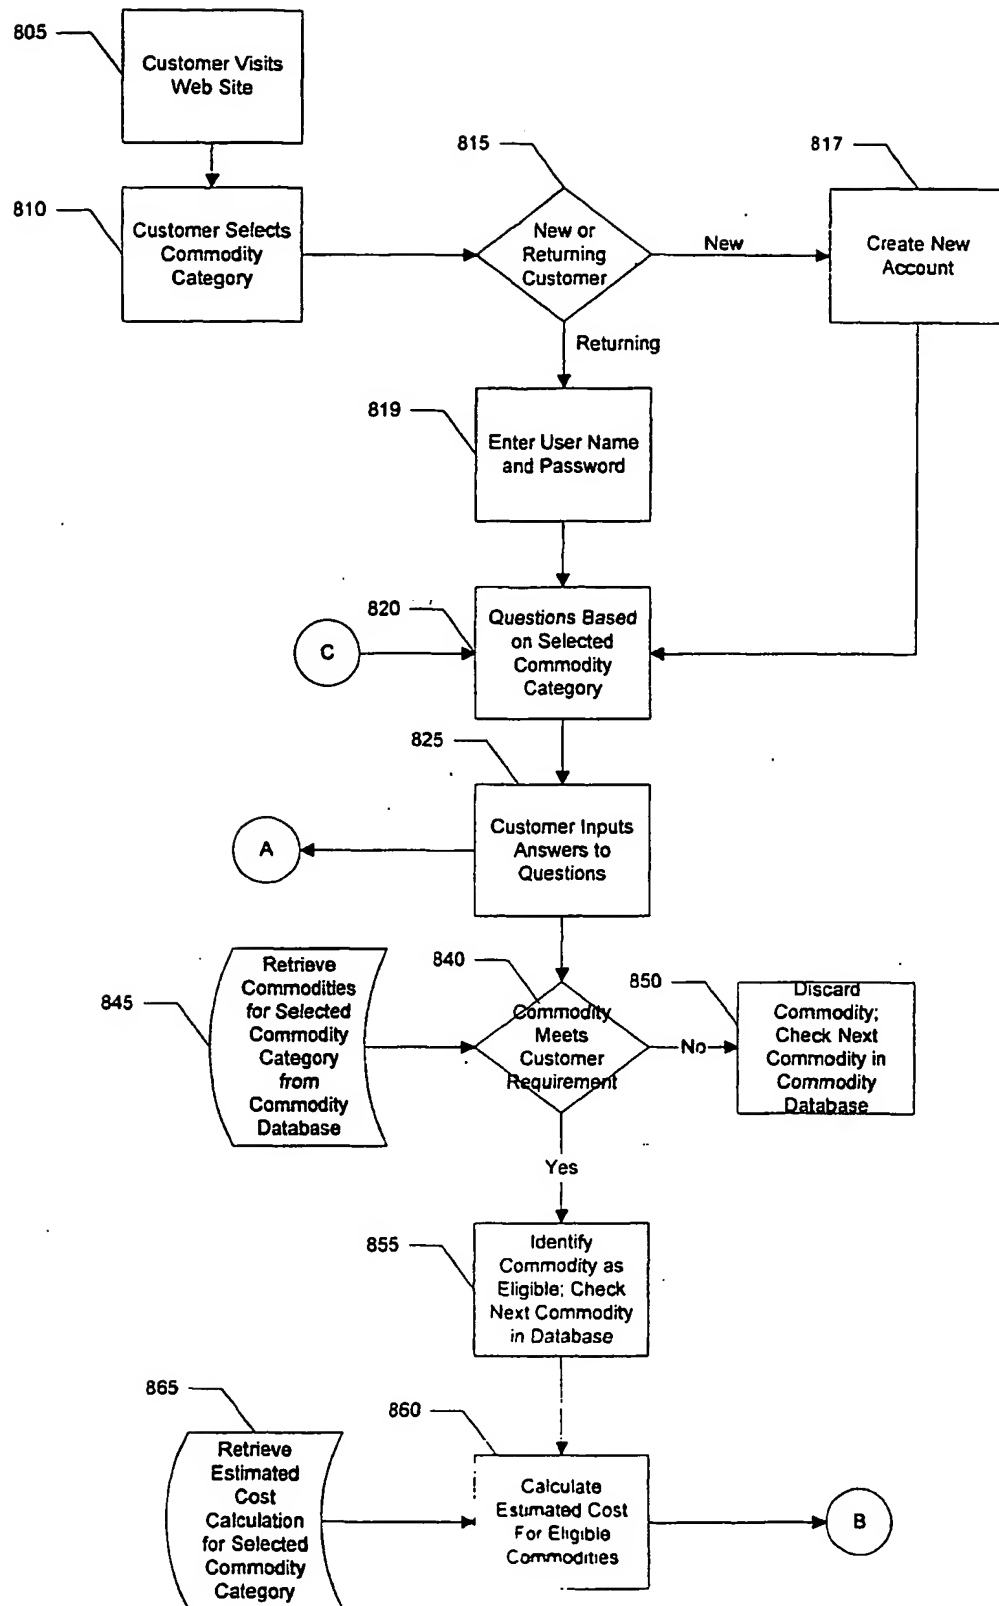 805
Customer Visits
Web Site
815
817
810
Customer Selects
Commodity
Category
New or
Returning
Customer
New
Create New
Account
Returning
819
Enter User Name
and Password
820
Questions Based
on Selected
Commodity
Category
C
825
Customer Inputs
Answers to
Questions
A
840
845
Retrieve
Commodities
for Selected
Commodity
Category
from
Commodity
Database
Commodity
Meets
Customer
Requirement
No
850
Discard
Commodity;
Check Next
Commodity in
Commodity
Database
Yes
855
Identify
Commodity as
Eligible; Check
Next Commodity
in Database
865
860
Retrieve
Estimated
Cost
Calculation
for Selected
Commodity
Category
Calculate
Estimated Cost
For Eligible
Commodities
B